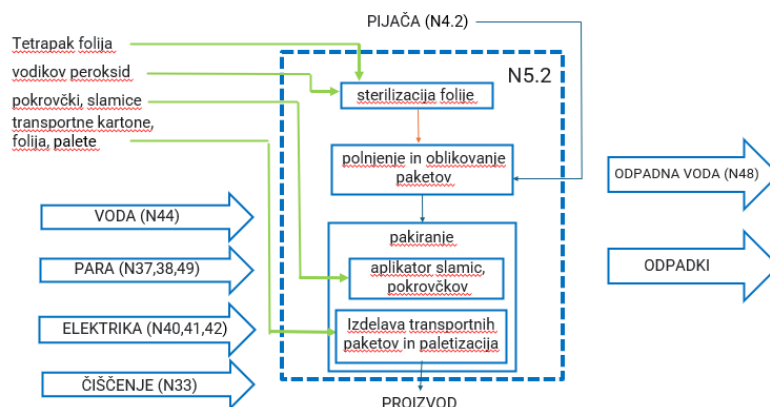 PIJAČA (N4.2)
Tetrapak folija
vodikov peroksid
pokrovčki, slamice
transportne kartone,
folija, palete
N5.2
sterilizacija folije
polnjenje in oblikovanje
paketov
pakiranje
aplikator slamic,
pokrovčkov
Izdelava transportnih
paketov in paletizacija
VODA (N44)
PARA (N37,38,49)
ELEKTRIKA (N40,41,42)
ČIŠČENJE (N33)
ODPADNA VODA (N48)
ODPADKI
PROIZVOD